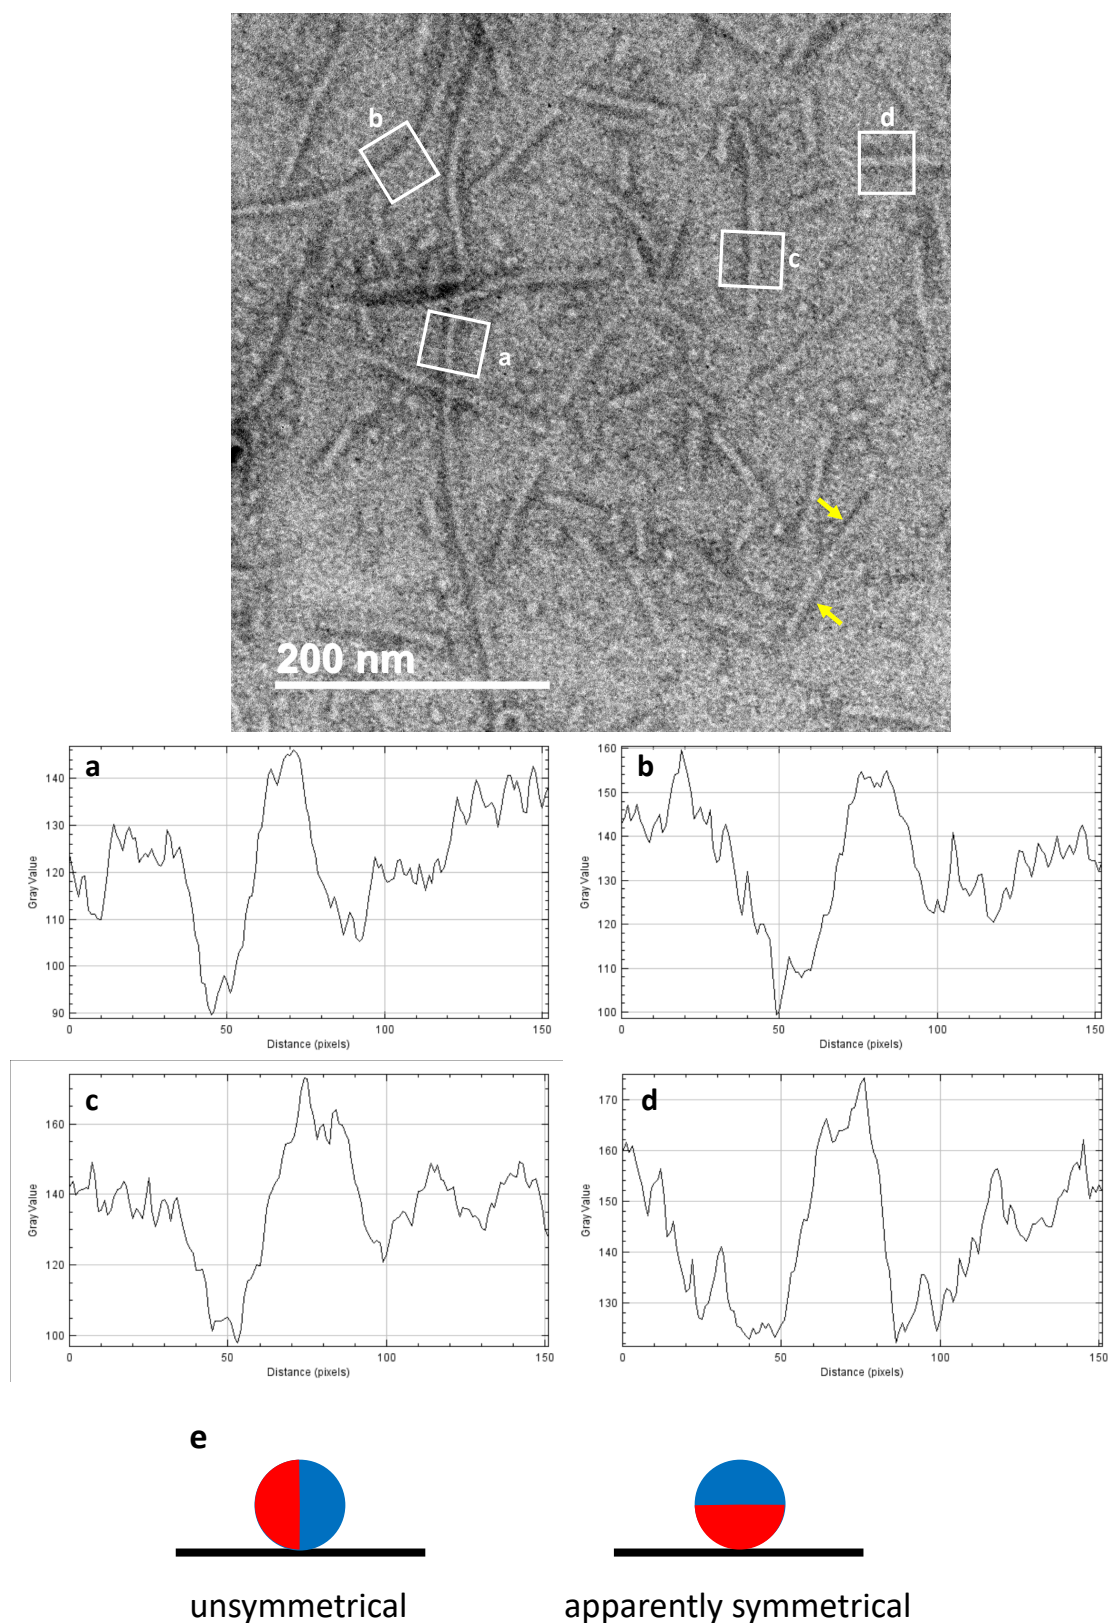 b
d
c
a
200 nm
a
140
130
120
110
100
90
Gray Value
0
50
100
150
Distance (pixels)
b
160
150
140
130
120
110
100
Gray Value
0
50
100
150
Distance (pixels)
c
160
140
120
100
Gray Value
0
50
100
150
Distance (pixels)
d
170
160
150
140
130
Gray Value
0
50
100
150
Distance (pixels)
e
unsymmetrical
apparently symmetrical